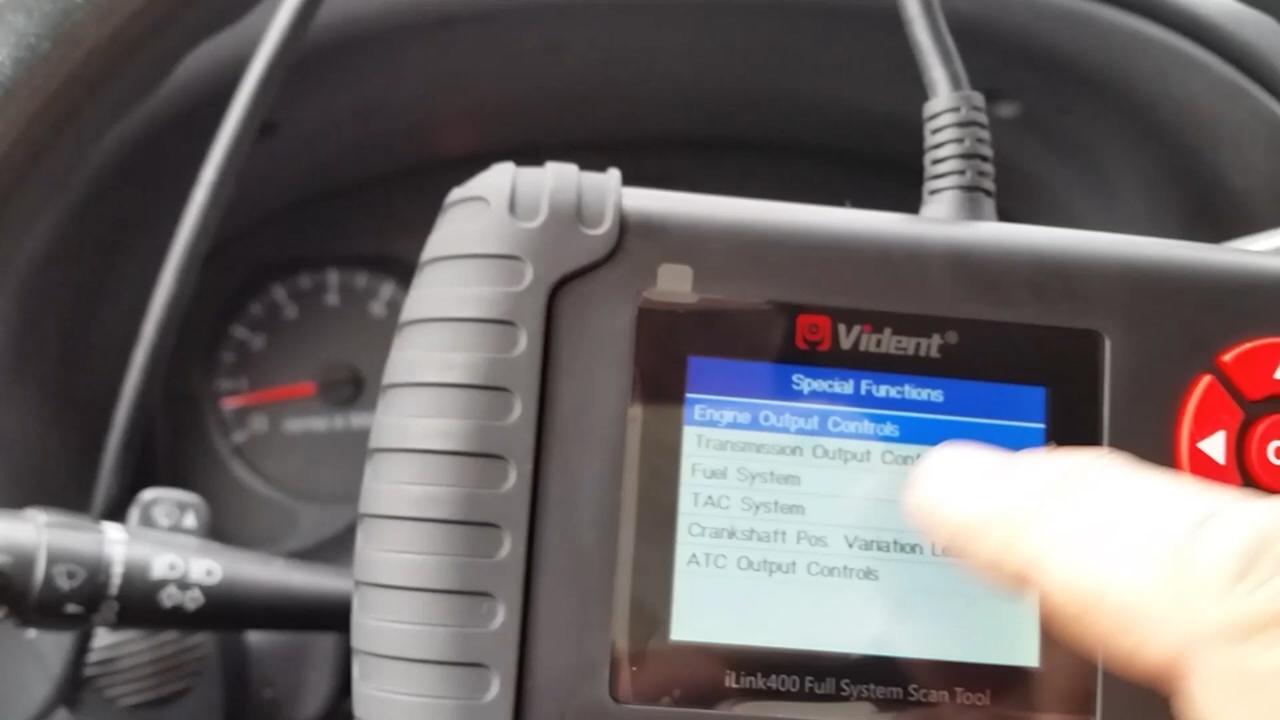 Vident®
Special Functions
Engine Output Controls
Transmission Output
Fuel System
TAC System
Crankshaft Pos. Variation
ATC Output Controls
iLink400 Full System Scan Tool